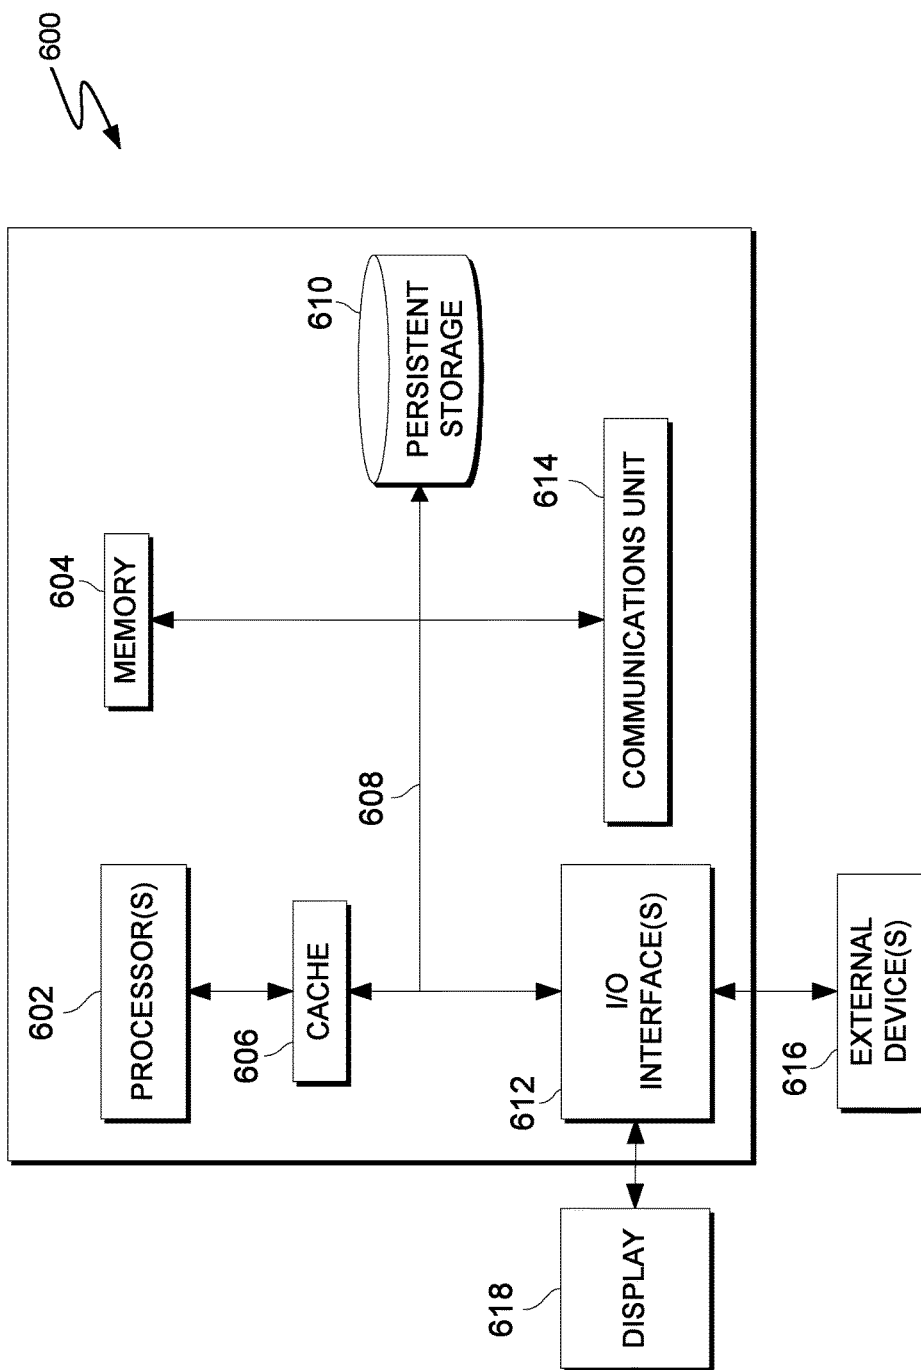 600
602
PROCESSOR(S)
604
MEMORY
606
CACHE
608
610
PERSISTENT
STORAGE
612
I/O
INTERFACE(S)
614
COMMUNICATIONS UNIT
618
DISPLAY
616
EXTERNAL
DEVICE(S)